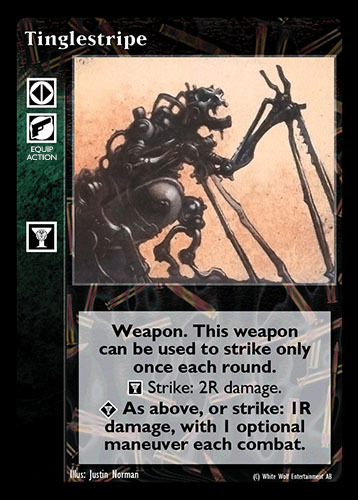 Tinglestripe
EQUIP
ACTION
Weapon. This weapon
can be used to strike only
once each round.
Strike: 2R damage.
As above, or strike: 1R
damage, with 1 optional
maneuver each combat.
Illus: Justin Norman
(C) White Wolf Entertainment AB